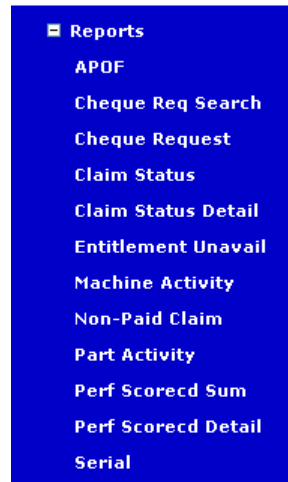 Reports
APOF
Cheque Req Search
Cheque Request
Claim Status
Claim Status Detail
Entitlement Unavail
Machine Activity
Non-Paid Claim
Part Activity
Perf Scorecd Sum
Perf Scorecd Detail
Serial